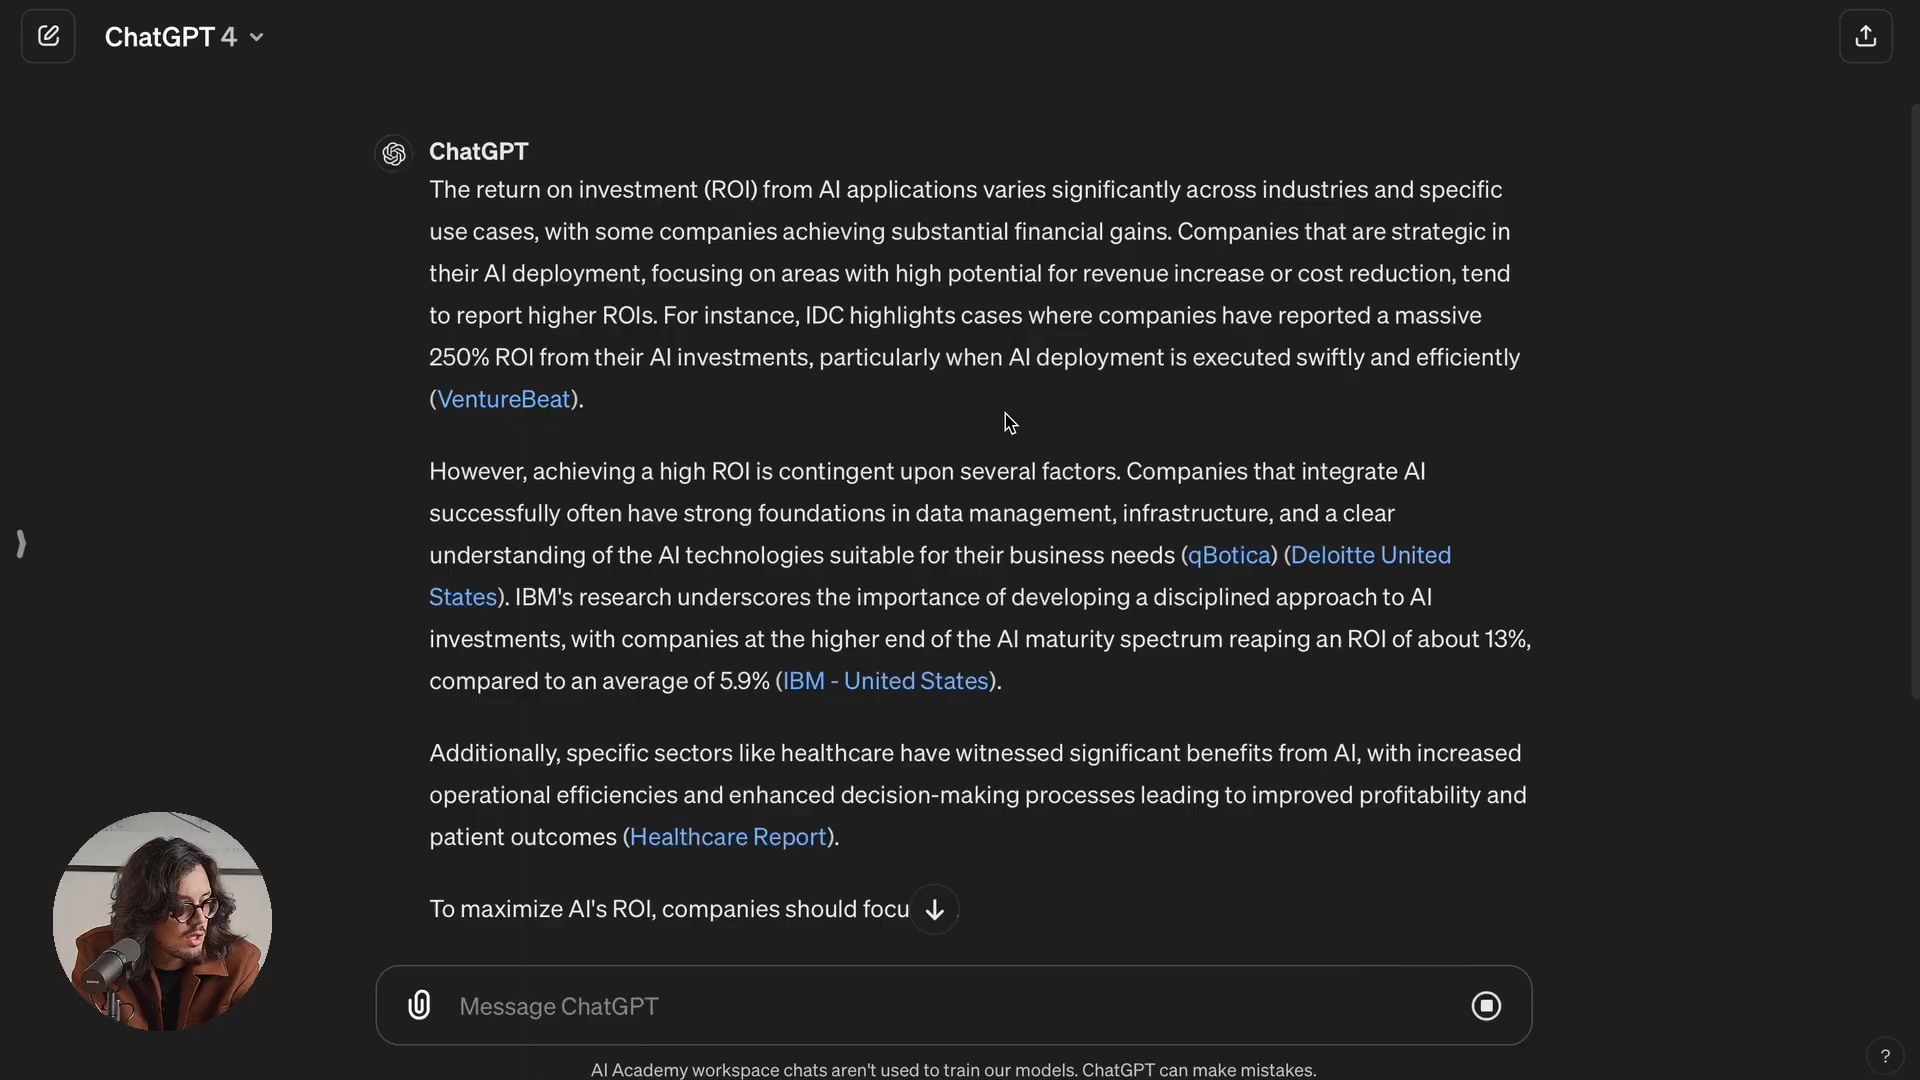 ChatGPT 4
ChatGPT
The return on investment (ROI) from AI applications varies significantly across industries and specific
use cases, with some companies achieving substantial financial gains. Companies that are strategic in
their AI deployment, focusing on areas with high potential for revenue increase or cost reduction, tend
to report higher ROIs. For instance, IDC highlights cases where companies have reported a massive
250% ROI from their AI investments, particularly when AI deployment is executed swiftly and efficiently
(VentureBeat).
However, achieving a high ROI is contingent upon several factors. Companies that integrate AI
successfully often have strong foundations in data management, infrastructure, and a clear
understanding of the AI technologies suitable for their business needs (qBotica) (Deloitte United
States). IBM's research underscores the importance of developing a disciplined approach to AI
investments, with companies at the higher end of the AI maturity spectrum reaping an ROI of about 13%,
compared to an average of 5.9% (IBM - United States).
Additionally, specific sectors like healthcare have witnessed significant benefits from AI, with increased
operational efficiencies and enhanced decision-making processes leading to improved profitability and
patient outcomes (Healthcare Report).
To maximize AI's ROI, companies should focu
Message ChatGPT
AI Academy workspace chats aren't used to train our models. ChatGPT can make mistakes.
?